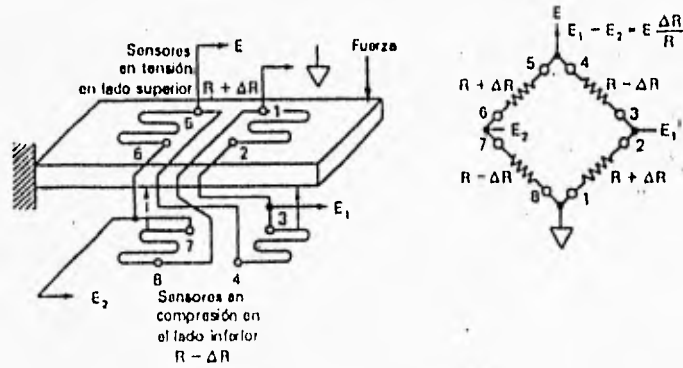 Sensores
en tensión
en lado superior
E
R + ΔR
Fuerza
5
1
6
2
3
E₁
7
8
4
E₂
Sensores en
compresión en
el lado inferior
R − ΔR
E
E₁ − E₂ = E ΔR/R
5
4
R + ΔR
R − ΔR
6
3
E₂
E₁
7
2
R − ΔR
R + ΔR
8
1